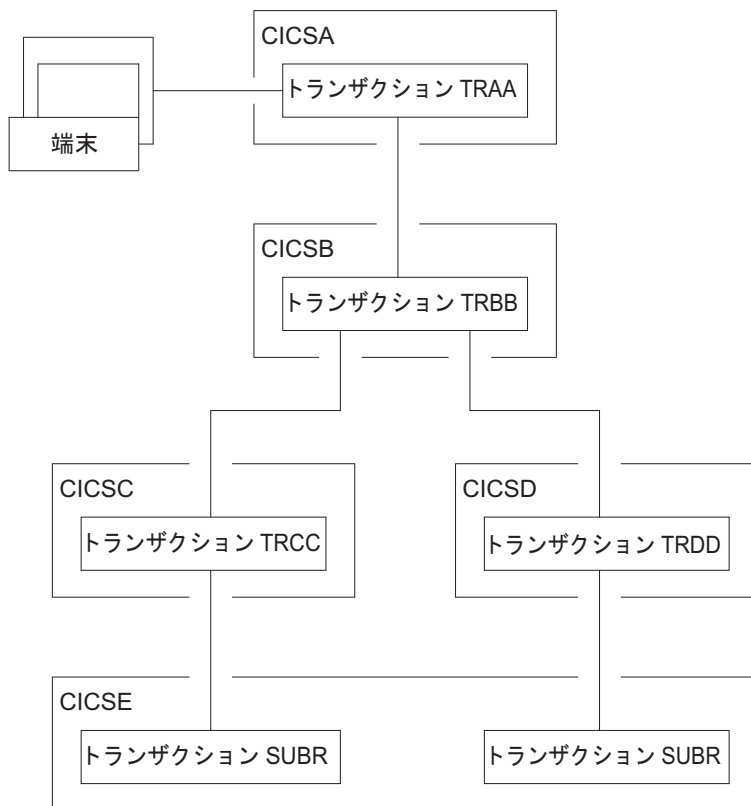 CICSA
トランザクション TRAA
端末
CICSB
トランザクション TRBB
CICSC
トランザクション TRCC
CICSD
トランザクション TRDD
CICSE
トランザクション SUBR
トランザクション SUBR